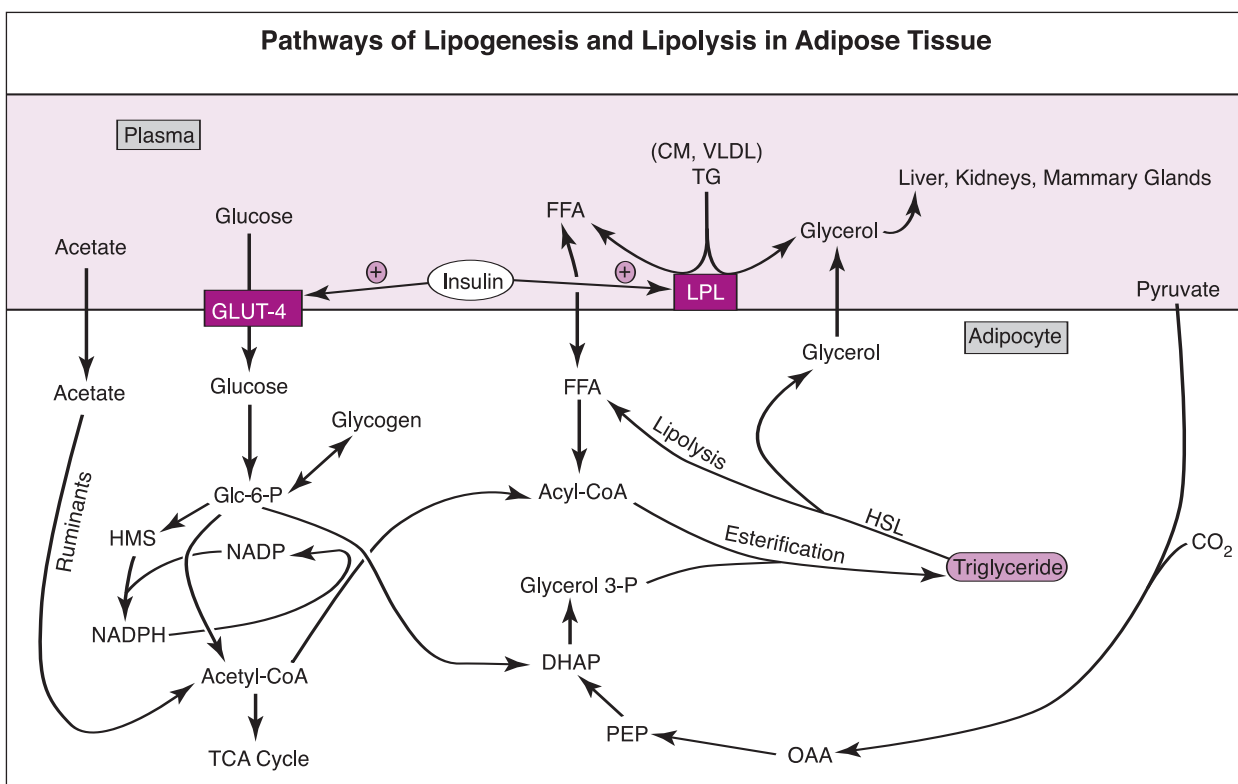 Pathways of Lipogenesis and Lipolysis in Adipose Tissue
Plasma
(CM, VLDL)
TG
Liver, Kidneys, Mammary Glands
Glucose
FFA
Glycerol
Acetate
+
Insulin
+
GLUT-4
LPL
Pyruvate
Adipocyte
Glycerol
Acetate
Glucose
FFA
Glycogen
Lipolysis
Glc-6-P
Acyl-CoA
HSL
Ruminants
HMS
NADP
Esterification
Triglyceride
CO2
Glycerol 3-P
NADPH
Acetyl-CoA
DHAP
PEP
OAA
TCA Cycle